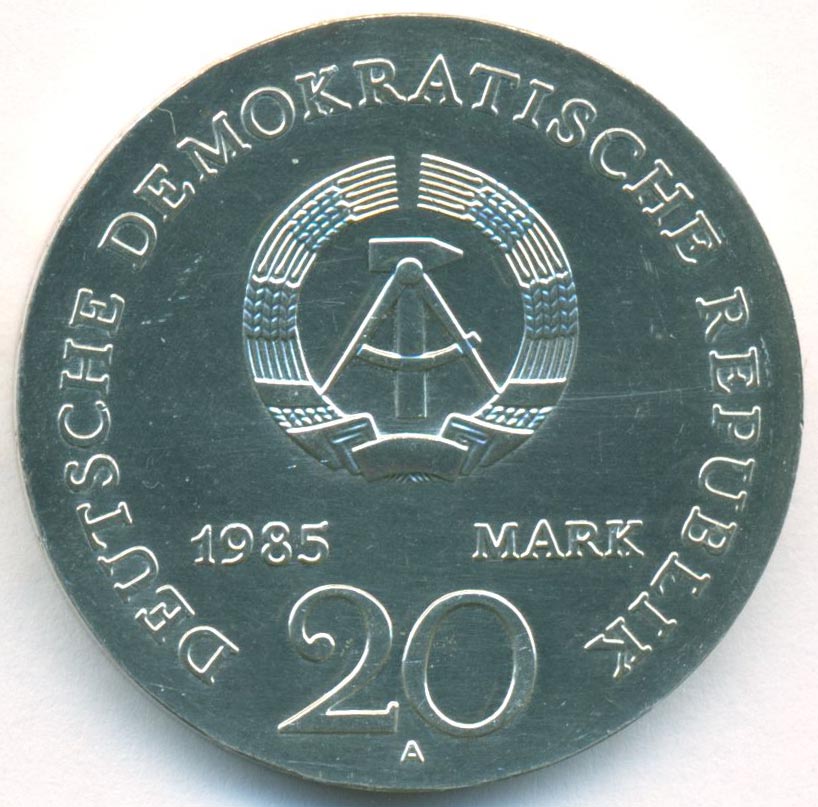 DEUTSCHE DEMOKRATISCHE REPUBLIK
1985 MARK
20
A